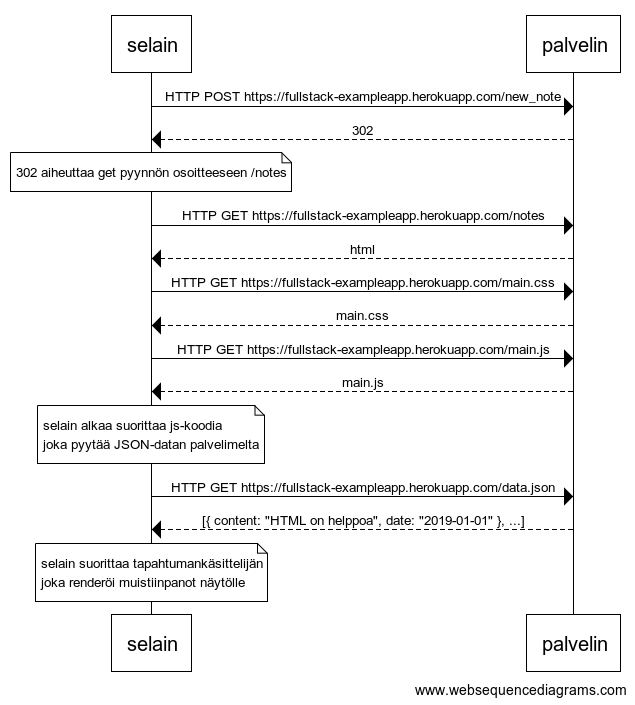 selain
palvelin
HTTP POST https://fullstack-exampleapp.herokuapp.com/new_note
302
302 aiheuttaa get pyynnön osoitteeseen /notes
HTTP GET https://fullstack-exampleapp.herokuapp.com/notes
html
HTTP GET https://fullstack-exampleapp.herokuapp.com/main.css
main.css
HTTP GET https://fullstack-exampleapp.herokuapp.com/main.js
main.js
selain alkaa suorittaa js-koodia
joka pyytää JSON-datan palvelimelta
HTTP GET https://fullstack-exampleapp.herokuapp.com/data.json
[{ content: "HTML on helppoa", date: "2019-01-01" }, ...]
selain suorittaa tapahtumankäsittelijän
joka renderöi muistiinpanot näytölle
selain
palvelin
www.websequencediagrams.com